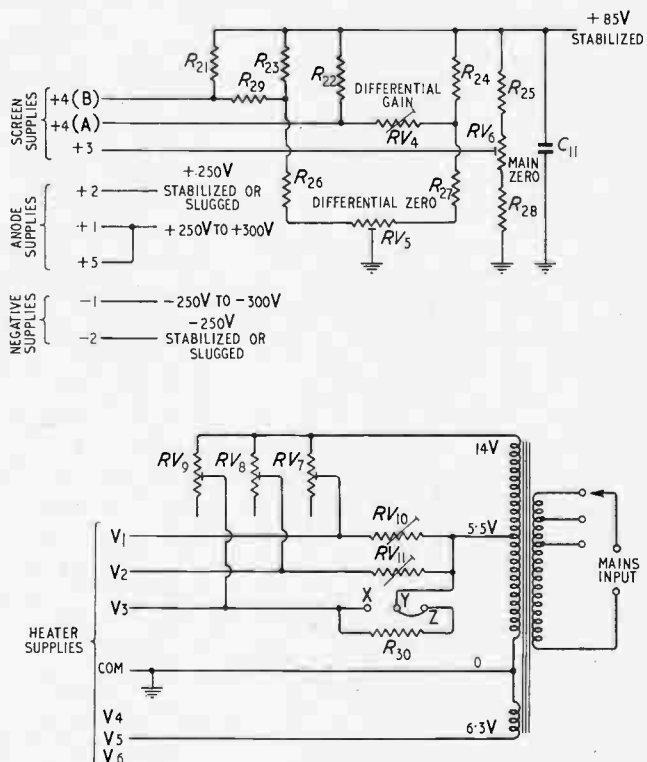 + 85V
STABILIZED
R21
R23
R22
R24
R25
DIFFERENTIAL
GAIN
SCREEN
SUPPLIES
+4(B)
R29
+4(A)
RV4
RV6
C11
+3
MAIN
ZERO
R26
R27
R28
DIFFERENTIAL ZERO
RV5
ANODE
SUPPLIES
+2
+250V
STABILIZED OR
SLUGGED
+1
+250V TO +300V
+5
NEGATIVE
SUPPLIES
-1
-250V TO -300V
-2
-250V
STABILIZED OR
SLUGGED
14V
RV9
RV8
RV7
RV10
5·5V
V1
RV11
V2
MAINS
INPUT
X
Y
Z
V3
HEATER
SUPPLIES
R30
COM
0
V4
V5
6·3V
V6